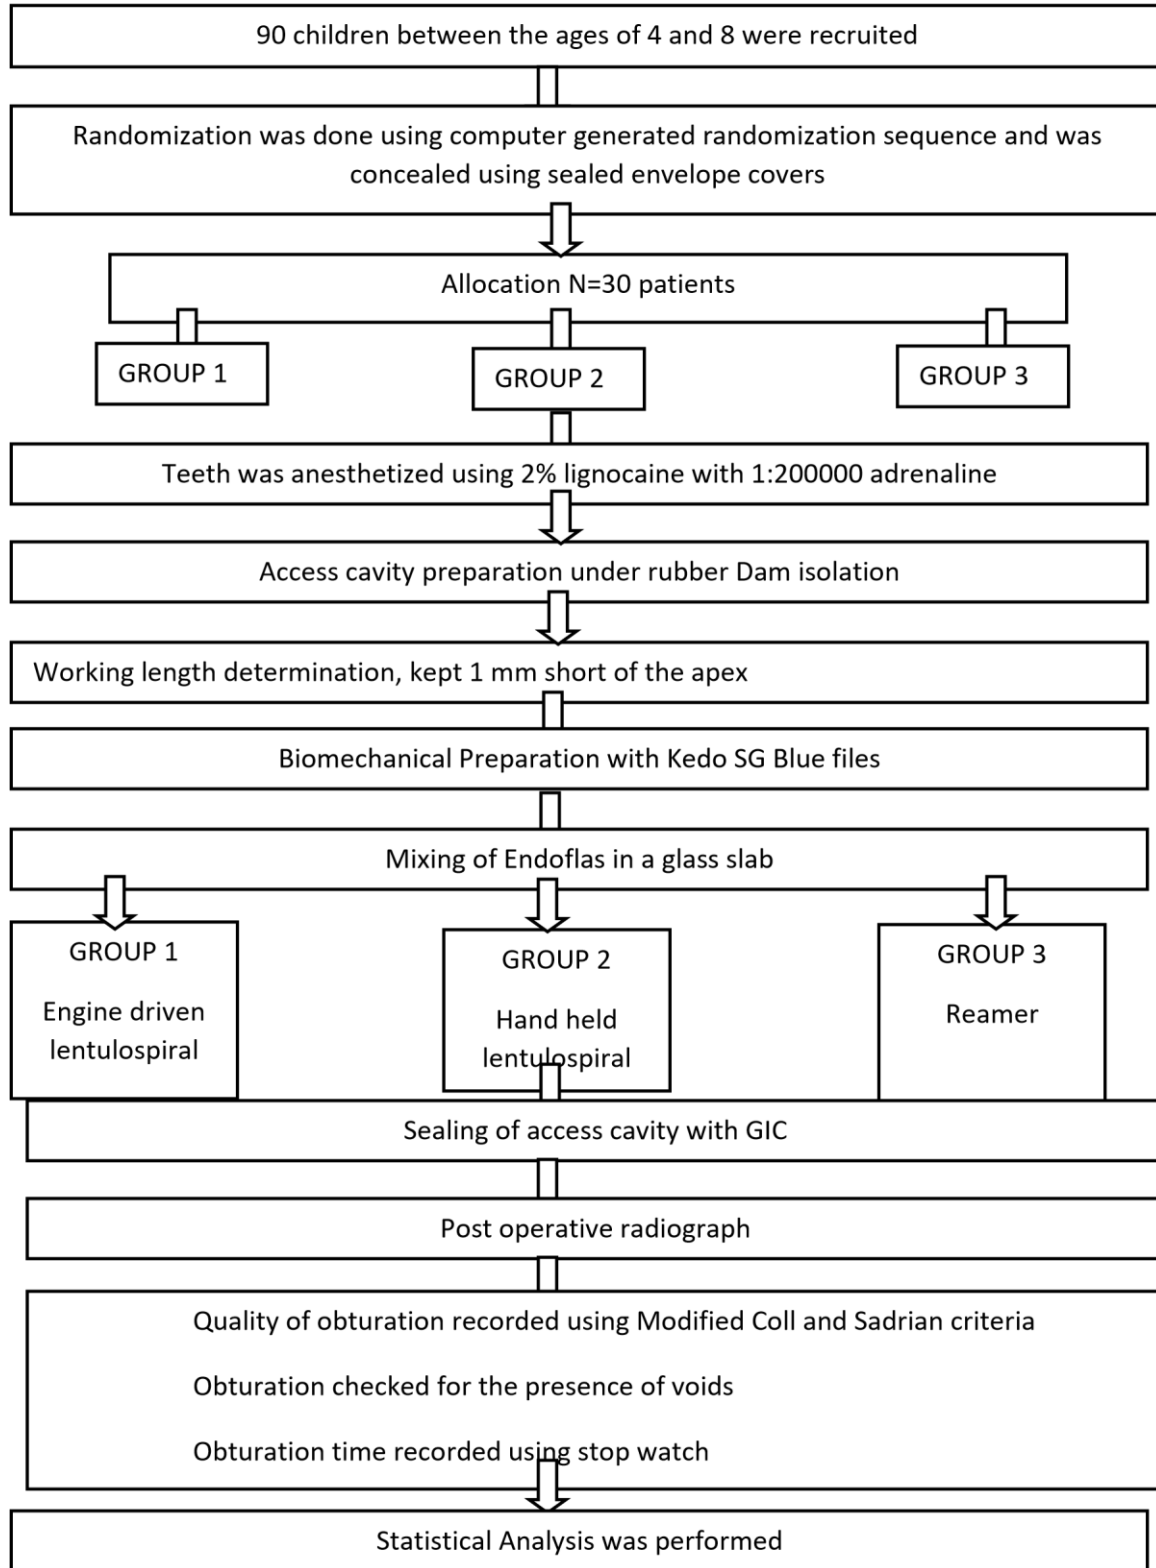 90 children between the ages of 4 and 8 were recruited
Randomization was done using computer generated randomization sequence and was
concealed using sealed envelope covers
Allocation N=30 patients
GROUP 1
GROUP 2
GROUP 3
Teeth was anesthetized using 2% lignocaine with 1:200000 adrenaline
Access cavity preparation under rubber Dam isolation
Working length determination, kept 1 mm short of the apex
Biomechanical Preparation with Kedo SG Blue files
Mixing of Endoflas in a glass slab
GROUP 1
Engine driven
lentulospiral
GROUP 2
Hand held
lentulospiral
GROUP 3
Reamer
Sealing of access cavity with GIC
Post operative radiograph
Quality of obturation recorded using Modified Coll and Sadrian criteria
Obturation checked for the presence of voids
Obturation time recorded using stop watch
Statistical Analysis was performed